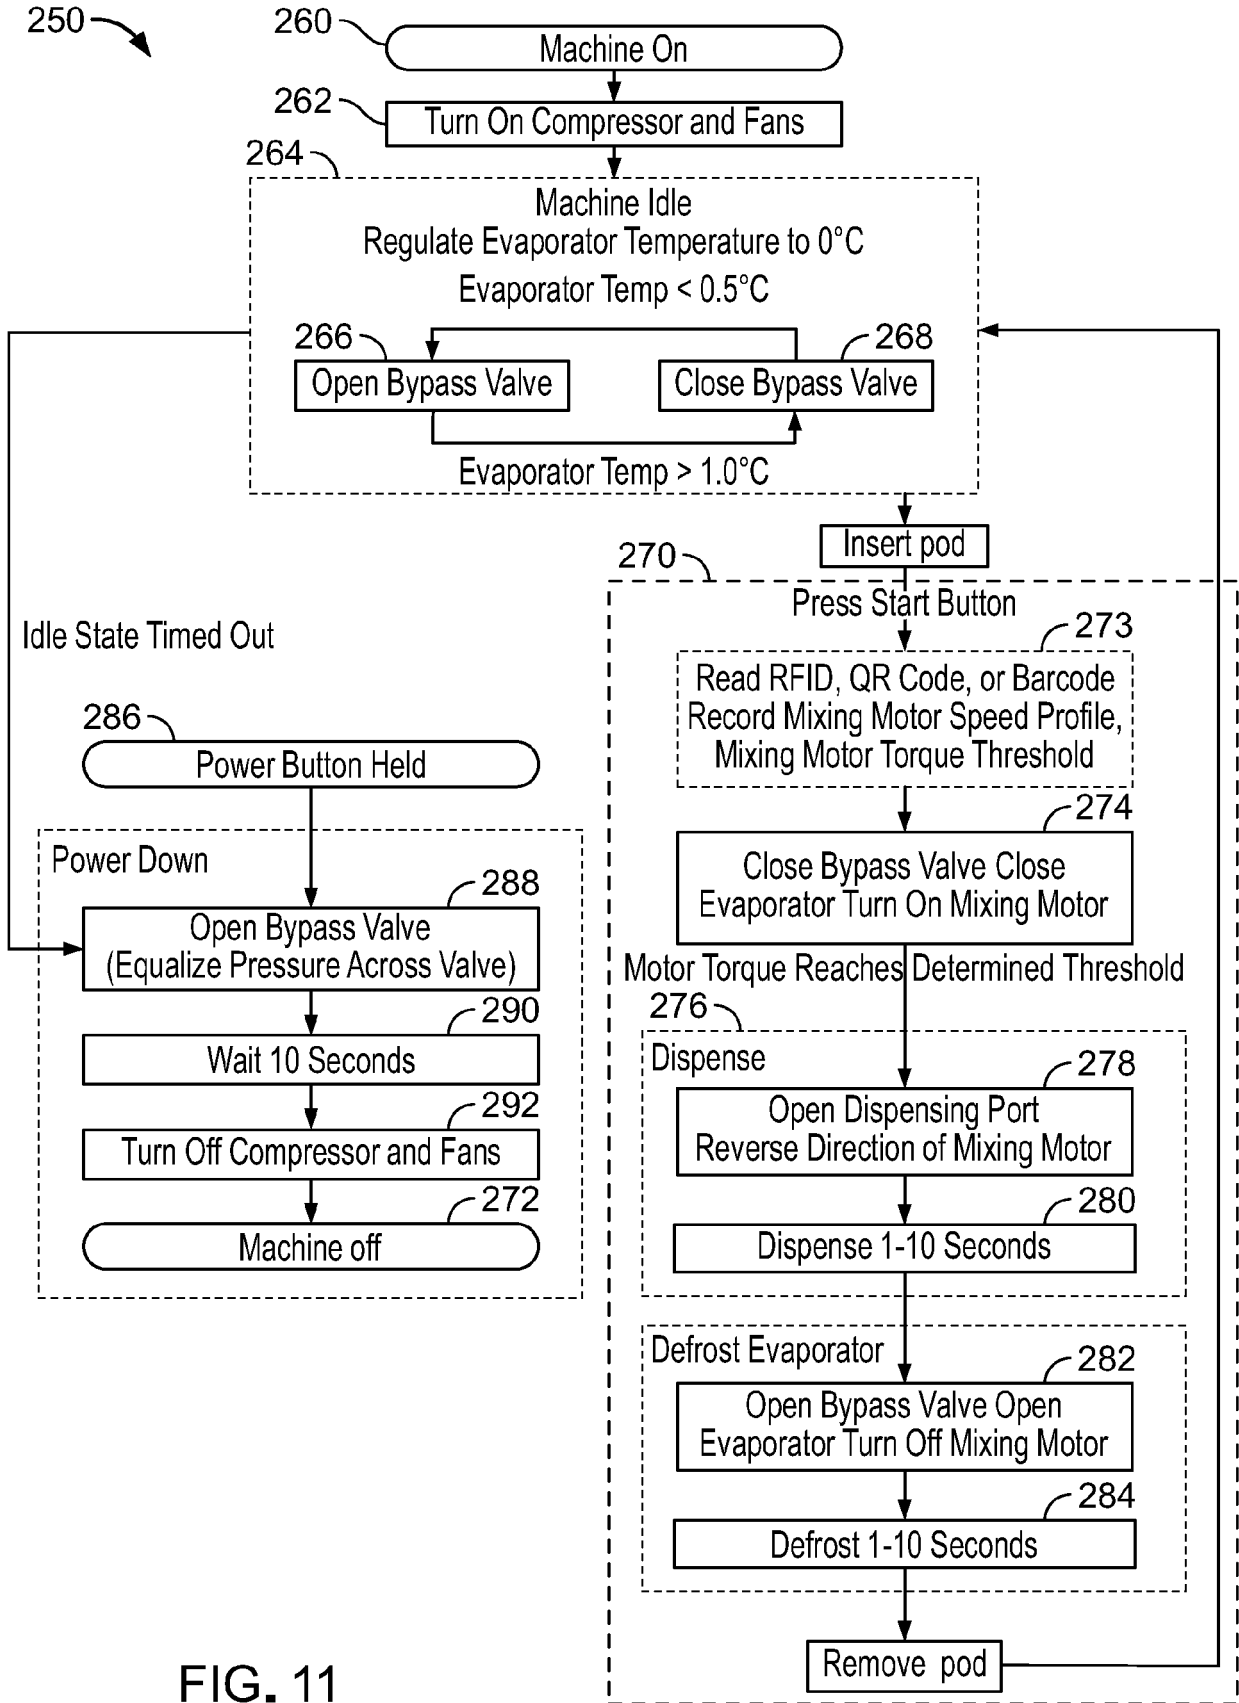 250
260
Machine On
262
Turn On Compressor and Fans
264
Machine Idle
Regulate Evaporator Temperature to 0°C
Evaporator Temp < 0.5°C
266
268
Open Bypass Valve
Close Bypass Valve
Evaporator Temp > 1.0°C
Insert pod
270
Press Start Button
273
Read RFID, QR Code, or Barcode
Record Mixing Motor Speed Profile,
Mixing Motor Torque Threshold
274
Close Bypass Valve Close
Evaporator Turn On Mixing Motor
Motor Torque Reaches Determined Threshold
276
Dispense
278
Open Dispensing Port
Reverse Direction of Mixing Motor
280
Dispense 1-10 Seconds
Defrost Evaporator
282
Open Bypass Valve Open
Evaporator Turn Off Mixing Motor
284
Defrost 1-10 Seconds
Remove pod
Idle State Timed Out
286
Power Button Held
Power Down
288
Open Bypass Valve
(Equalize Pressure Across Valve)
290
Wait 10 Seconds
292
Turn Off Compressor and Fans
272
Machine off
FIG. 11